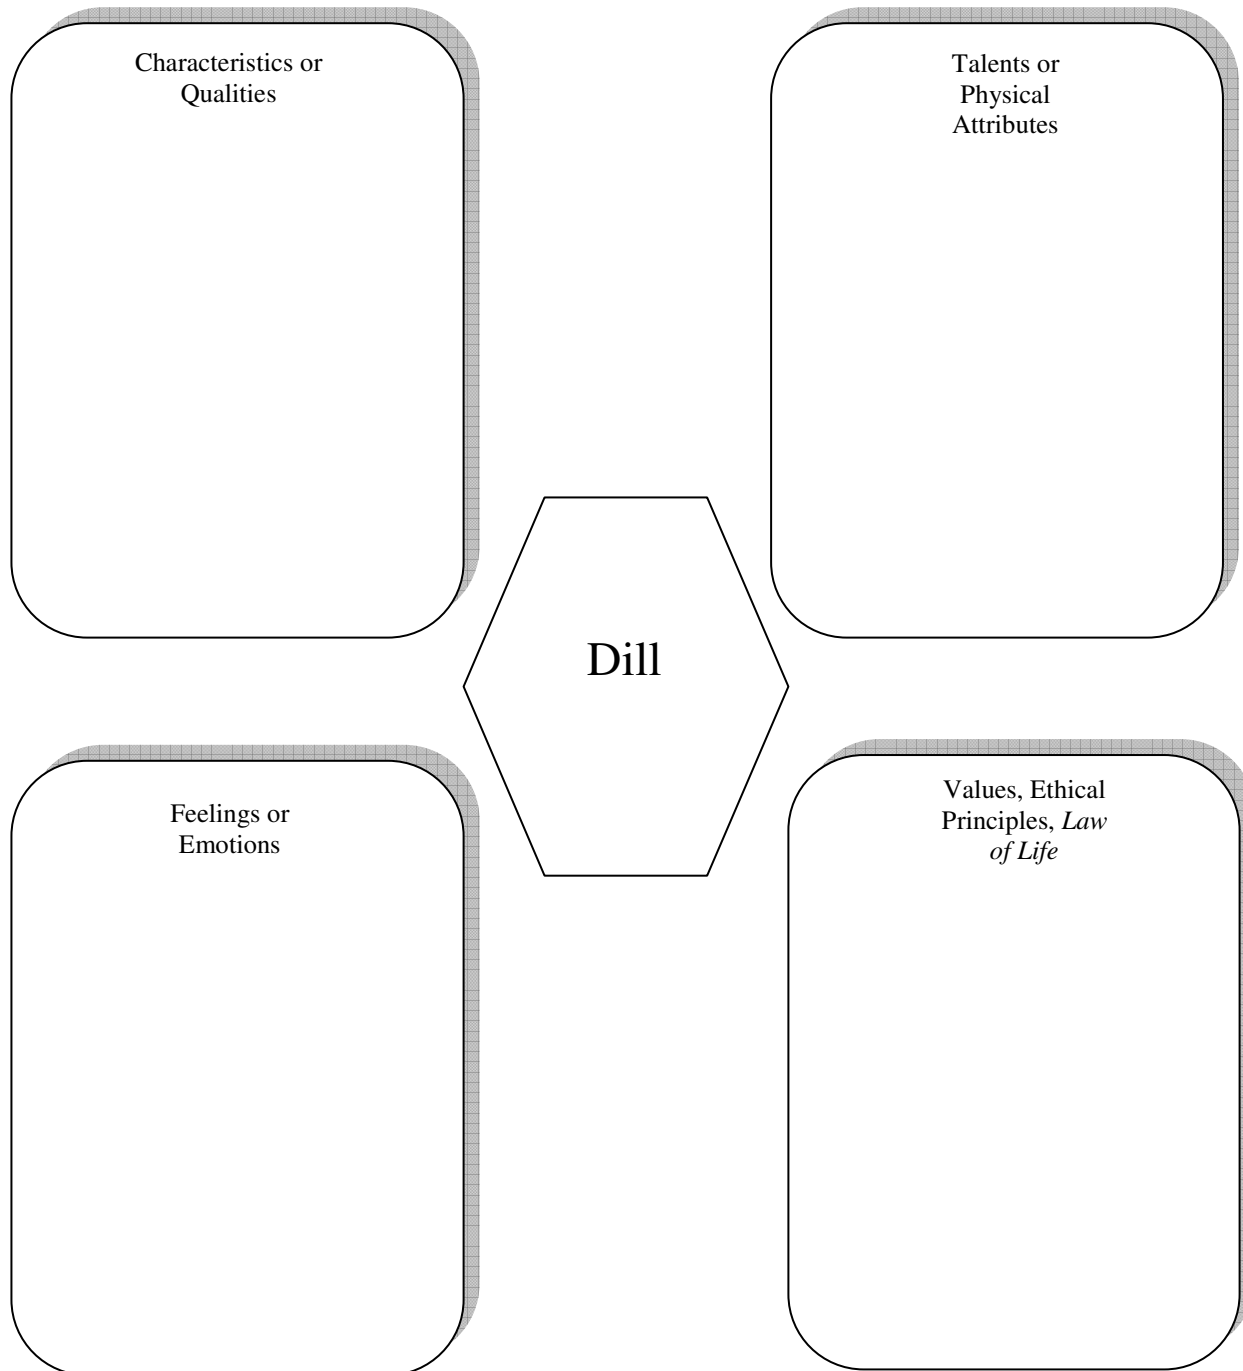 Characteristics or
Qualities
Talents or
Physical
Attributes
Dill
Feelings or
Emotions
Values, Ethical
Principles, Law
of Life